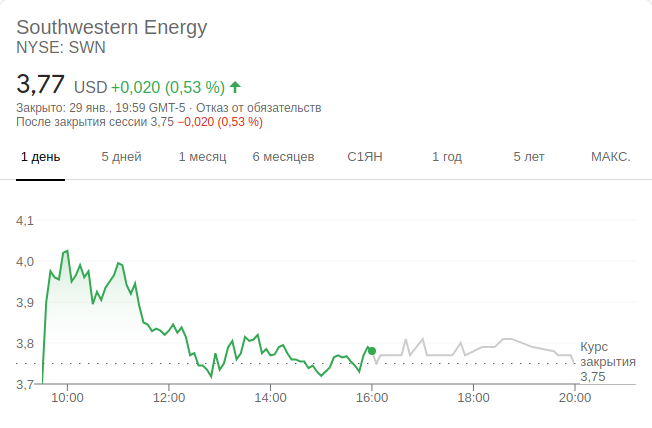 Southwestern Energy
NYSE: SWN
3,77 USD +0,020 (0,53 %)
Закрыто: 29 янв., 19:59 GMT-5 · Отказ от обязательств
После закрытия сессии 3,75 −0,020 (0,53 %)
1 день 5 дней 1 месяц 6 месяцев С1ЯН 1 год 5 лет МАКС.
4,1
4,0
3,9
3,8
3,7
Курс
закрытия
3,75
10:00 12:00 14:00 16:00 18:00 20:00